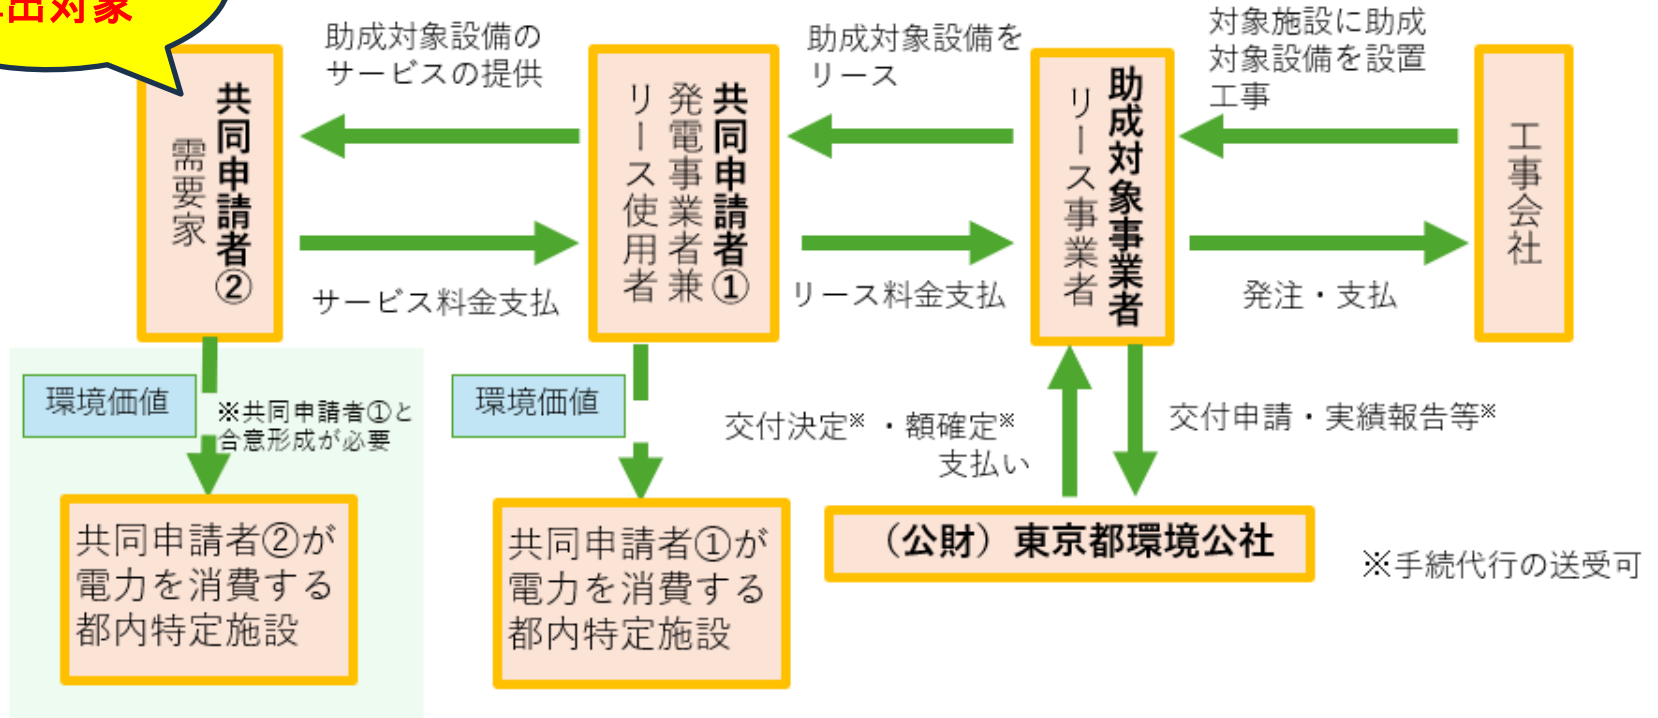 出対象
助成対象設備の
サービスの提供
助成対象設備を
リース
対象施設に助成
対象設備を設置
工事
共同申請者②
需要家
共同申請者①
発電事業者兼
リース使用者
助成対象事業者
リース事業者
工事会社
サービス料金支払
リース料金支払
発注・支払
環境価値
※共同申請者①と
合意形成が必要
環境価値
交付決定※・額確定※
支払い
交付申請・実績報告等※
共同申請者②が
電力を消費する
都内特定施設
共同申請者①が
電力を消費する
都内特定施設
（公財）東京都環境公社
※手続代行の送受可